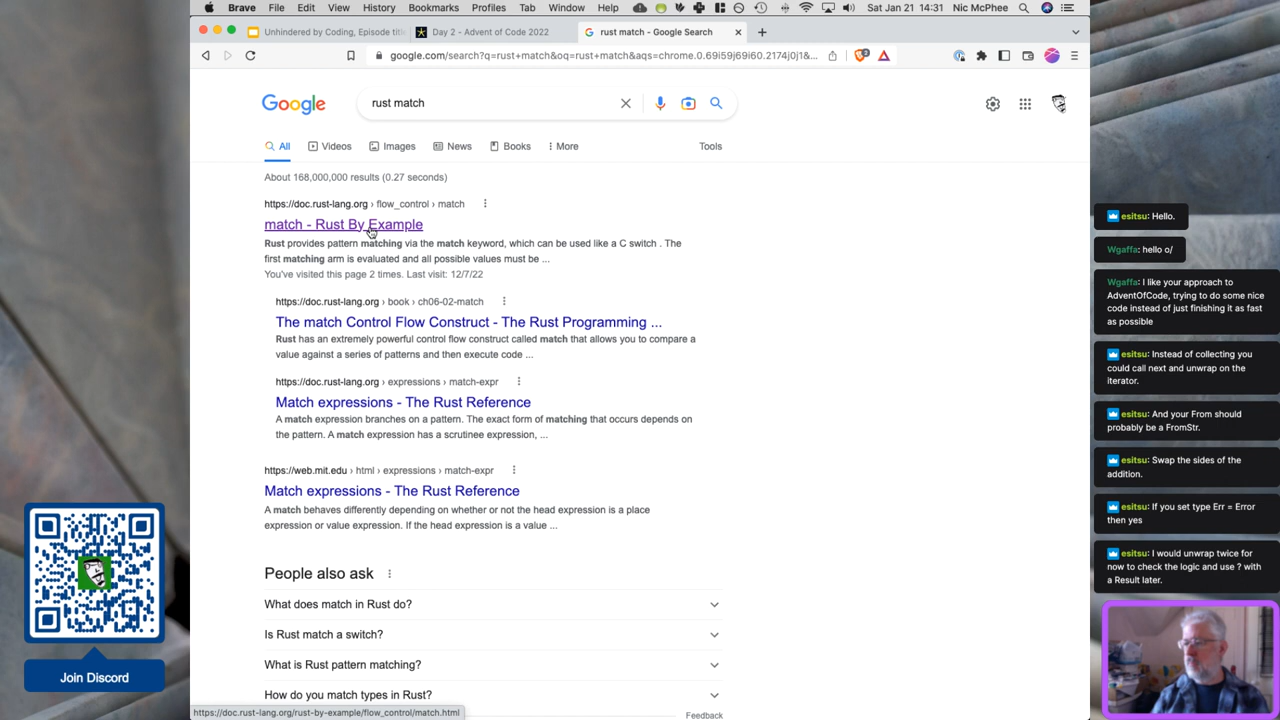 Brave File Edit View History Bookmarks Profiles Tab Window Help Sat Jan 21 14:31 Nic McPhee
Unhindered by Coding, Episode titl
Day 2 - Advent of Code 2022
rust match - Google Search
google.com/search?q=rust+match&oq=rust+match&aqs=chrome.0.69i59j69i60.2174j0j1&...
Google
rust match
All Videos Images News Books More Tools
About 168,000,000 results (0.27 seconds)
https://doc.rust-lang.org › flow_control › match
match - Rust By Example
Rust provides pattern matching via the match keyword, which can be used like a C switch . The
first matching arm is evaluated and all possible values must be ...
You've visited this page 2 times. Last visit: 12/7/22
https://doc.rust-lang.org › book › ch06-02-match
The match Control Flow Construct - The Rust Programming ...
Rust has an extremely powerful control flow construct called match that allows you to compare a
value against a series of patterns and then execute code ...
https://doc.rust-lang.org › expressions › match-expr
Match expressions - The Rust Reference
A match expression branches on a pattern. The exact form of matching that occurs depends on
the pattern. A match expression has a scrutinee expression, ...
https://web.mit.edu › html › expressions › match-expr
Match expressions - The Rust Reference
A match behaves differently depending on whether or not the head expression is a place
expression or value expression. If the head expression is a value ...
People also ask
What does match in Rust do?
Is Rust match a switch?
What is Rust pattern matching?
How do you match types in Rust?
Feedback
https://doc.rust-lang.org/rust-by-example/flow_control/match.html
Join Discord
esitsu: Hello.
Wgaffa: hello o/
Wgaffa: I like your approach to
AdventOfCode, trying to do some nice
code instead of just finishing it as fast
as possible
esitsu: Instead of collecting you
could call next and unwrap on the
iterator.
esitsu: And your From should
probably be a FromStr.
esitsu: Swap the sides of the
addition.
esitsu: If you set type Err = Error
then yes
esitsu: I would unwrap twice for
now to check the logic and use ? with
a Result later.